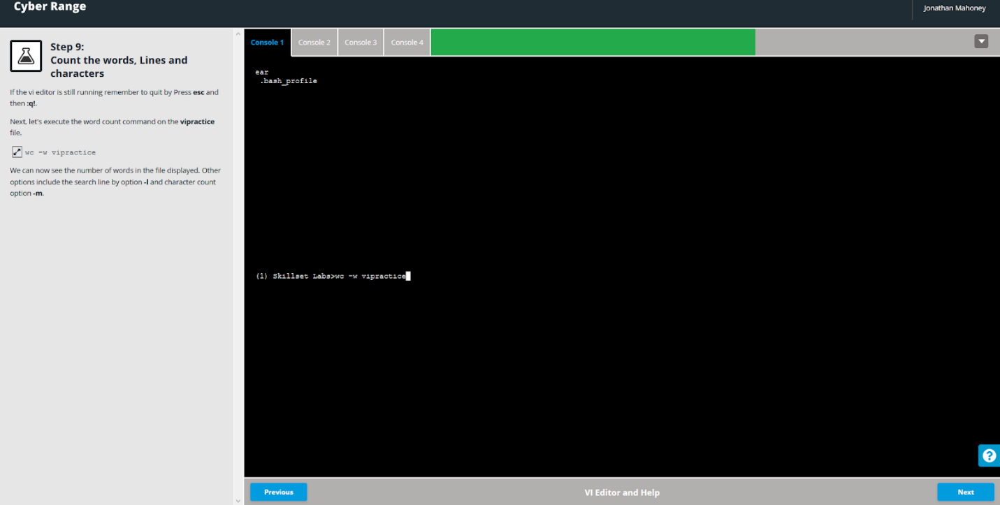 Cyber Range
Jonathan Mahoney
Step 9:
Count the words, Lines and
characters
If the vi editor is still running remember to quit by Press esc and
then :q!.
Next, let's execute the word count command on the vipractice
file.
wc -w vipractice
We can now see the number of words in the file displayed. Other
options include the search line by option -l and character count
option -m.
Console 1
Console 2
Console 3
Console 4
ear
.bash_profile
(1) Skillset Labs>wc -w vipractice
?
Previous
VI Editor and Help
Next